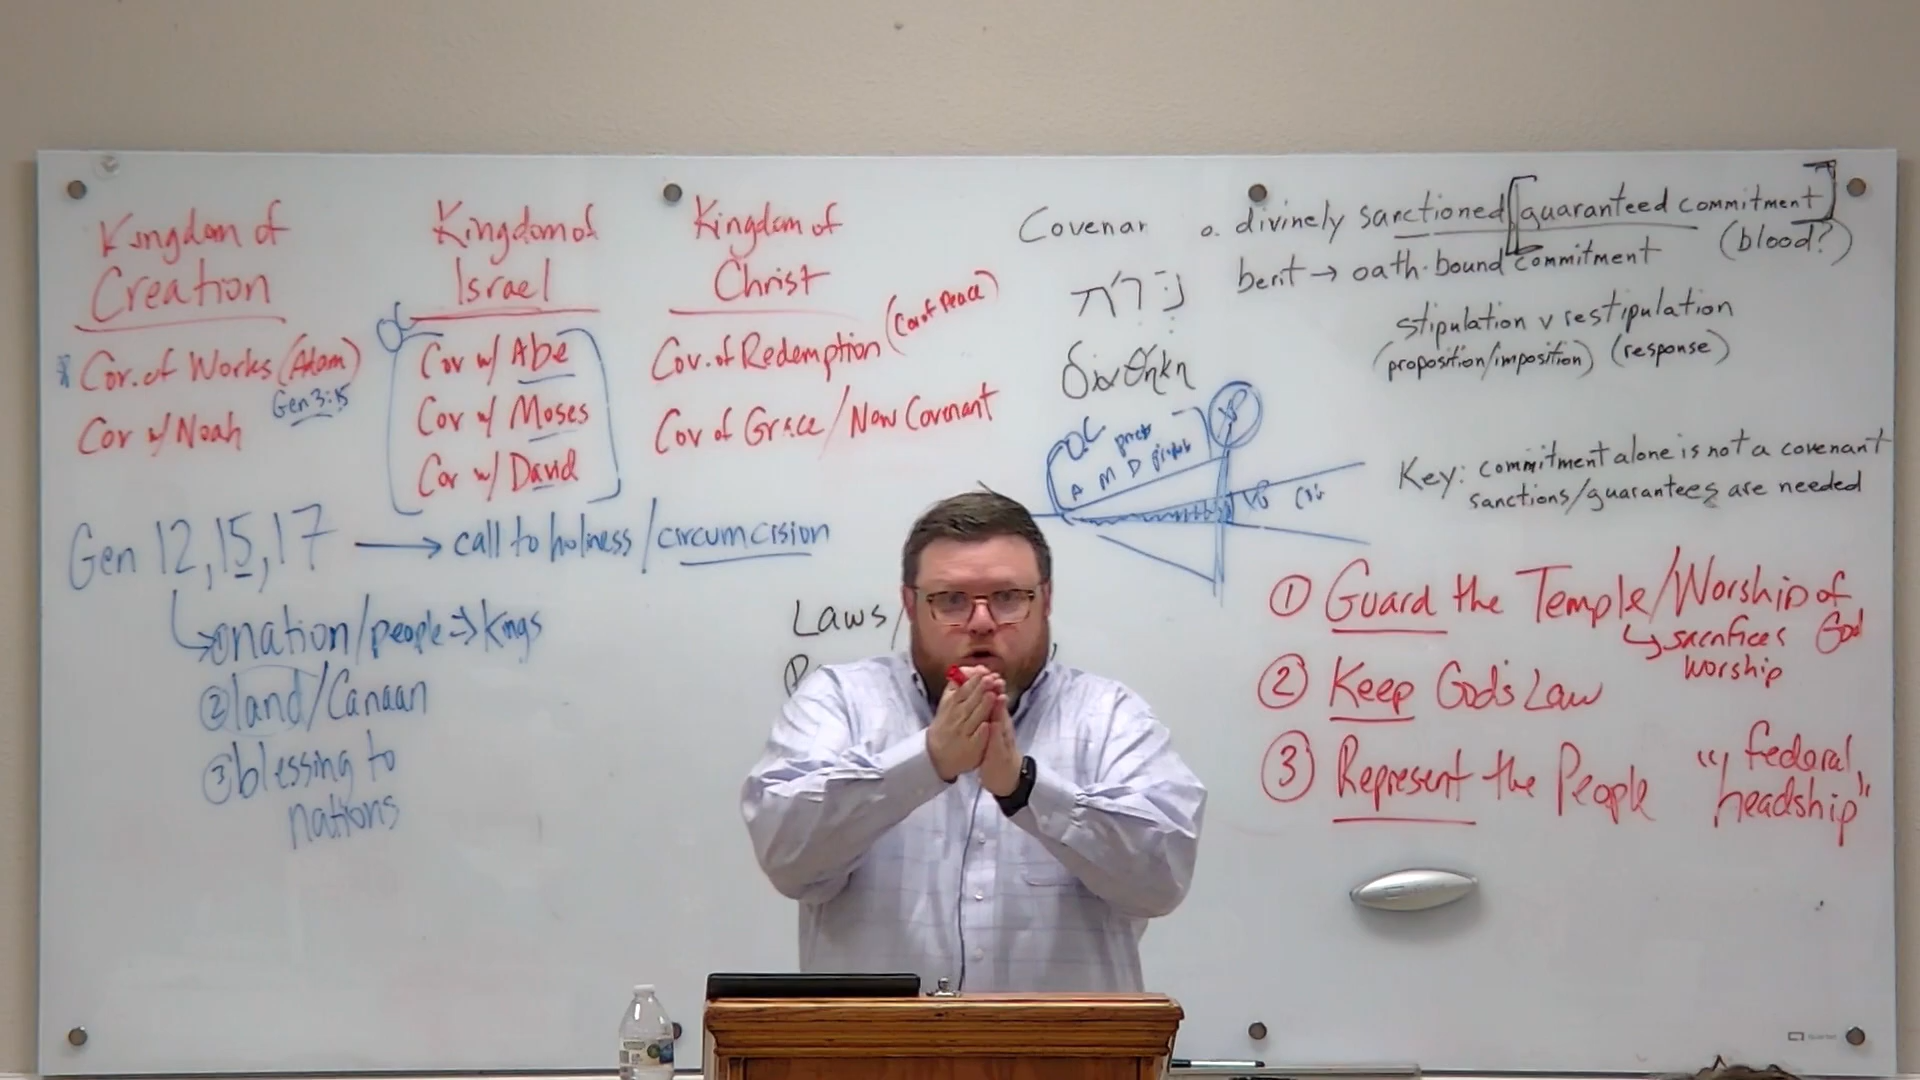 Kingdom of
Creation
Cov. of Works (Adam)
Gen 3:15
Cov w/ Noah
Kingdom of
Israel
OC
Cov w/ Abe
Cov w/ Moses
Cov w/ David
Kingdom of
Christ
Cov. of Redemption (Cov of Peace)
Cov of Grace / New Covenant
Gen 12, 15, 17 → call to holiness / circumcision
① nation/people => kings
② land/Canaan
③ blessing to
nations
Laws/
Covenan
a. divinely sanctioned [guaranteed commitment]
(blood?)
berit → oath-bound commitment
stipulation v restipulation
(proposition/imposition) (response)
διαθηκη
OC
A M D
Key: commitment alone is not a covenant
sanctions/guarantees are needed
① Guard the Temple/Worship of
God
↳ sacrifices
worship
② Keep God's Law
③ Represent the People
"federal
headship"